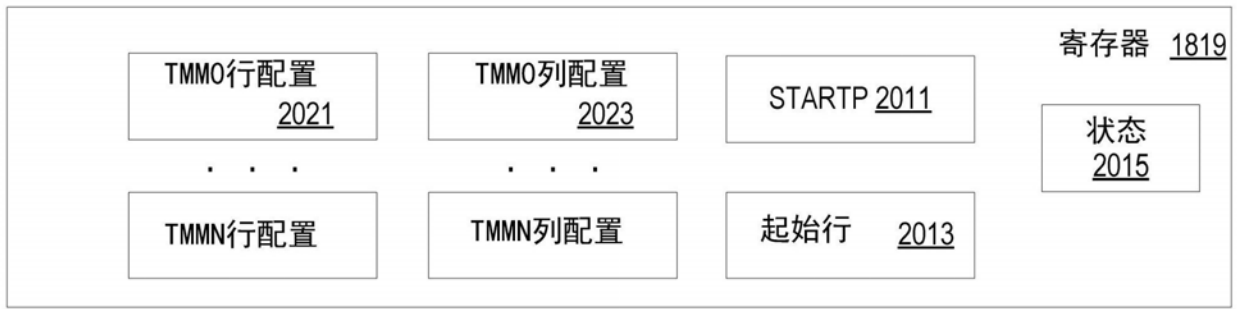 寄存器 1819
TMM0行配置
2021
TMM0列配置
2023
STARTP 2011
状态
2015
. . .
. . .
TMMN行配置
TMMN列配置
起始行 2013